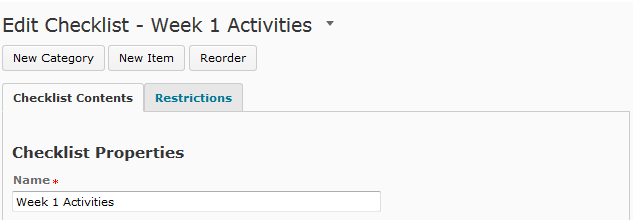 Edit Checklist - Week 1 Activities
New Category New Item Reorder
Checklist Contents Restrictions
Checklist Properties
Name *
Week 1 Activities